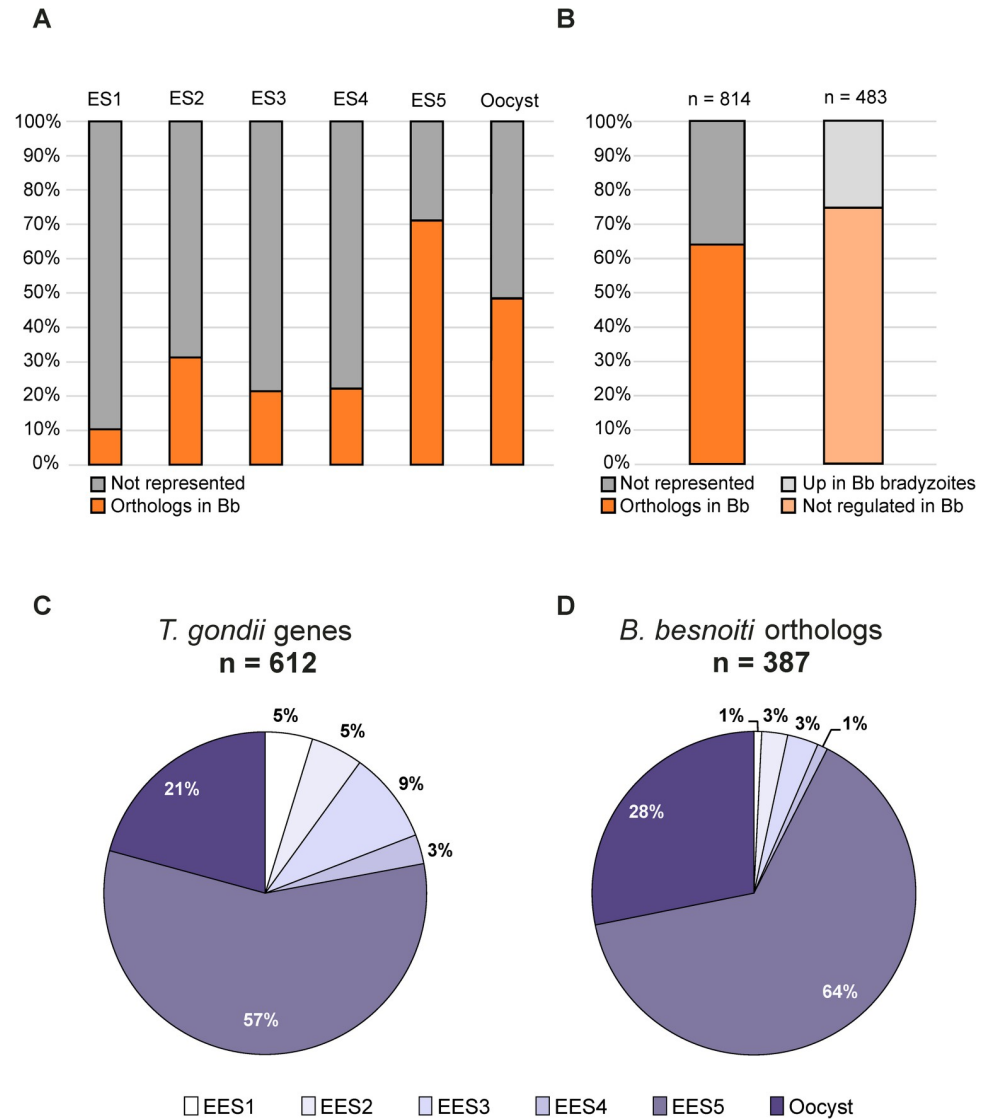 A
ES1 ES2 ES3 ES4 ES5 Oocyst
100%
90%
80%
70%
60%
50%
40%
30%
20%
10%
0%
Not represented
Orthologs in Bb
B
n = 814 n = 483
100%
90%
80%
70%
60%
50%
40%
30%
20%
10%
0%
Not represented Up in Bb bradyzoites
Orthologs in Bb Not regulated in Bb
C
T. gondii genes
n = 612
5%
5%
9%
3%
57%
21%
D
B. besnoiti orthologs
n = 387
1% 3% 3% 1%
28%
64%
EES1 EES2 EES3 EES4 EES5 Oocyst